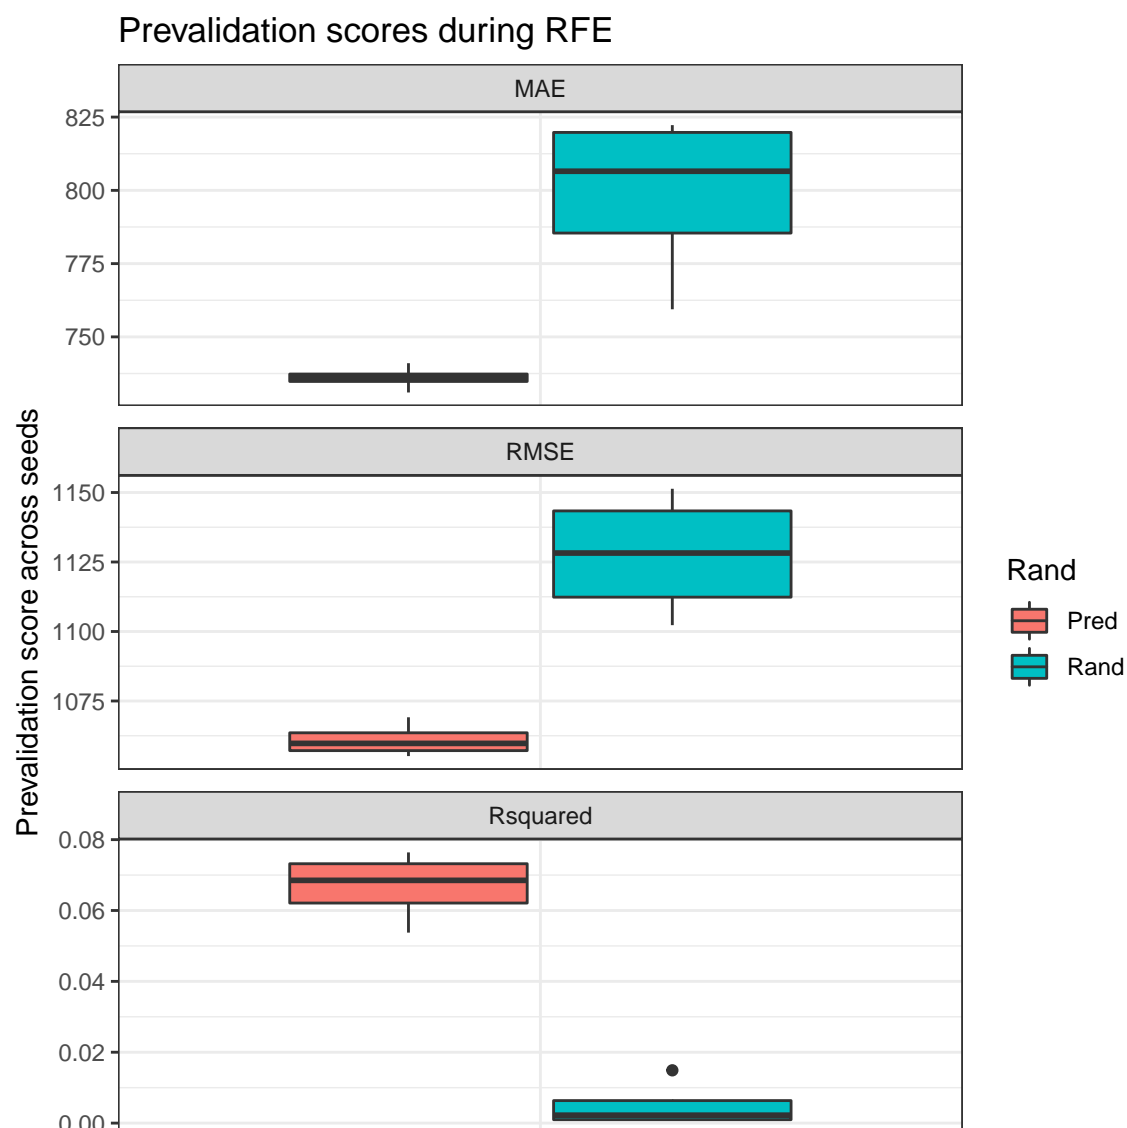 Prevalidation scores during RFE
MAE
825
800
775
750
RMSE
1150
1125
1100
1075
Rsquared
0.08
0.06
0.04
0.02
0.00
Prevalidation score across seeds
Rand
Pred
Rand